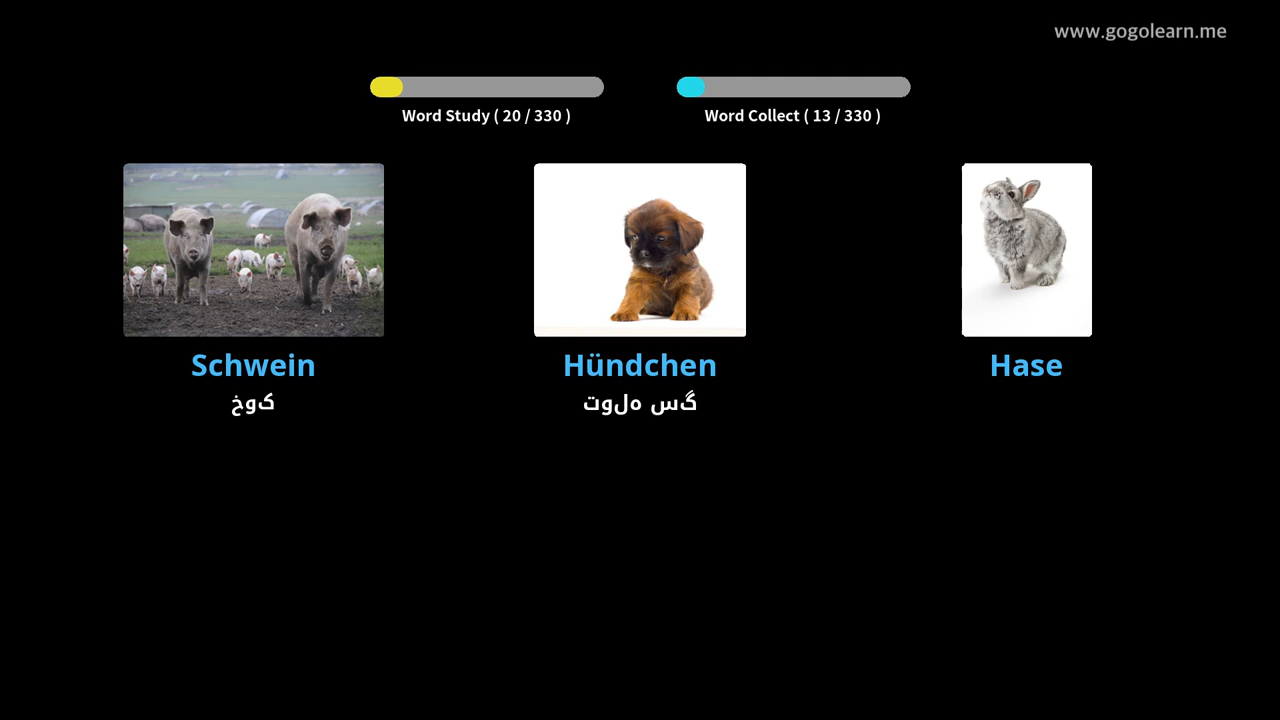 www.gogolearn.me
Word Study ( 20 / 330 )
Word Collect ( 13 / 330 )
Schwein
Hündchen
Hase
کوخ
گس هلوت